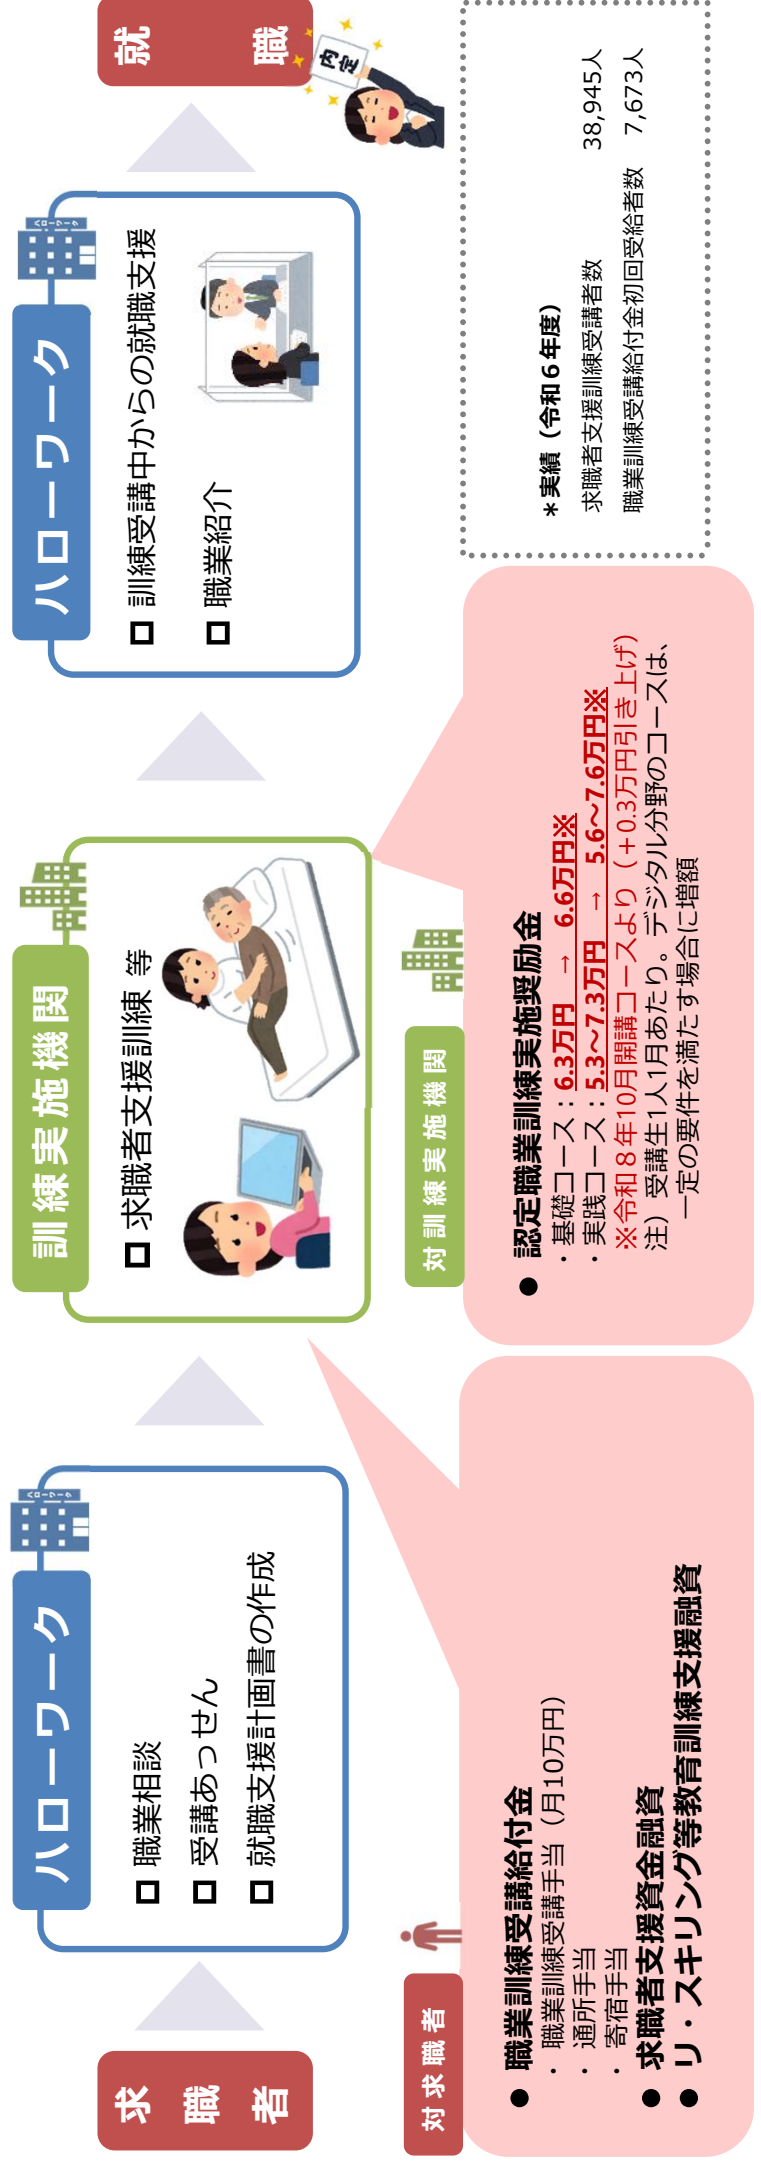 求職者
ハローワーク
ハローワーク
職業相談
受講あっせん
就職支援計画書の作成
訓練実施機関
求職者支援訓練 等
ハローワーク
ハローワーク
訓練受講中からの就職支援
職業紹介
就職
内定
対求職者
● 職業訓練受講給付金
・ 職業訓練受講手当（月10万円）
・ 通所手当
・ 寄宿手当
● 求職者支援資金融資
● リ・スキリング等教育訓練支援融資
対訓練実施機関
● 認定職業訓練実施奨励金
・基礎コース：6.3万円 → 6.6万円※
・実践コース：5.3～7.3万円 → 5.6～7.6万円※
※令和８年10月開講コースより（＋0.3万円引き上げ）
注）受講生1人1月あたり。デジタル分野のコースは、
一定の要件を満たす場合に増額
＊実績（令和６年度）
求職者支援訓練受講者数 38,945人
職業訓練受講給付金初回受給者数 7,673人